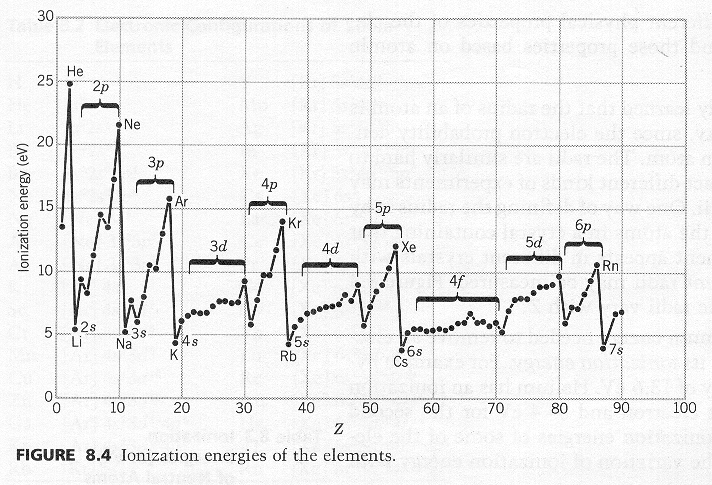 30
25
20
15
10
5
0
Ionization energy (eV)
He
2p
Ne
3p
Ar
4p
Kr
5p
Xe
6p
Rn
3d
4d
4f
5d
Li
2s
Na
3s
K
4s
Rb
5s
Cs
6s
7s
0 10 20 30 40 50 60 70 80 90 100
Z
FIGURE 8.4 Ionization energies of the elements.